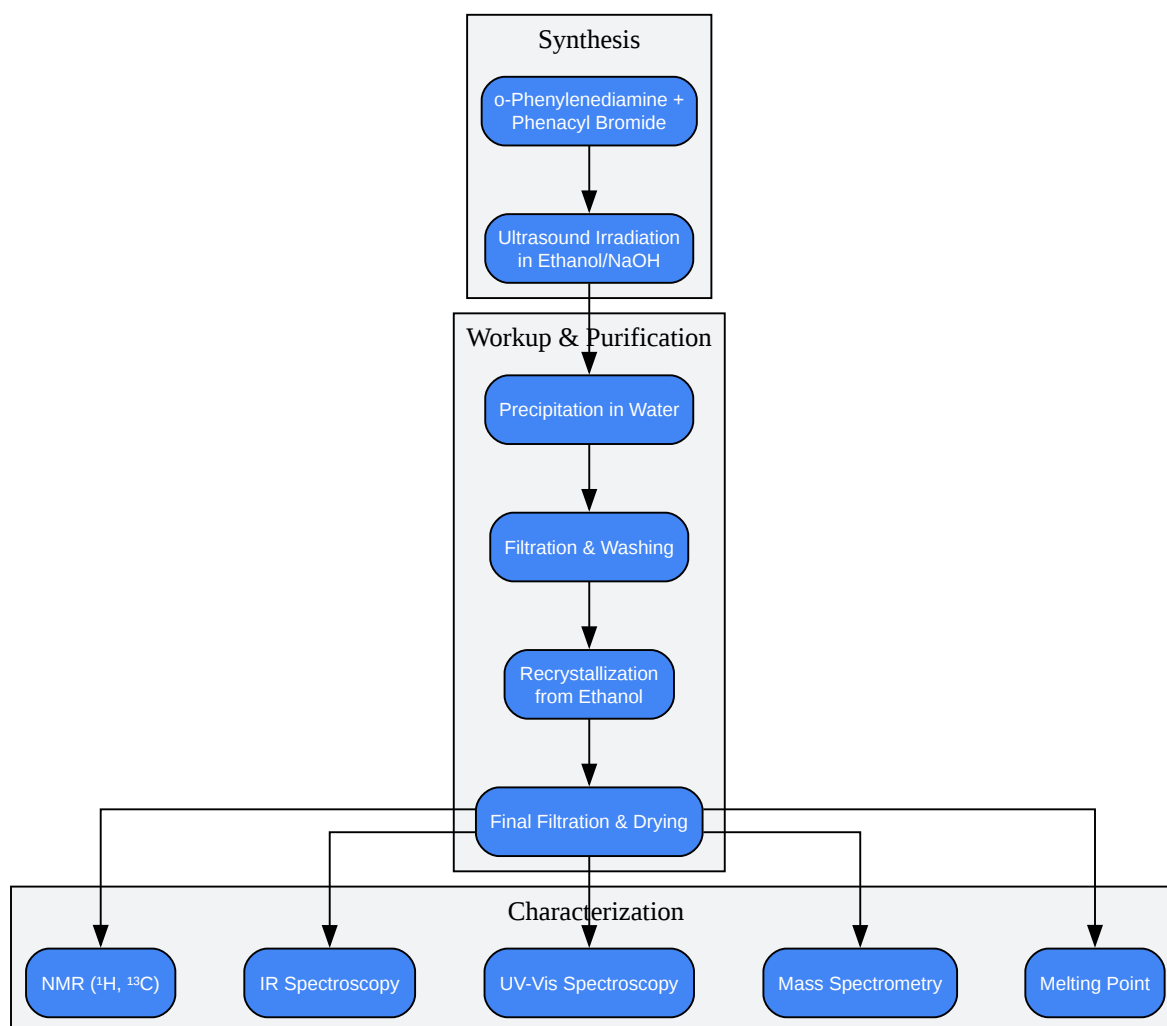 Synthesis
o-Phenylenediamine +
Phenacyl Bromide
Ultrasound Irradiation
in Ethanol/NaOH
Workup & Purification
Precipitation in Water
Filtration & Washing
Recrystallization
from Ethanol
Final Filtration & Drying
Characterization
NMR (¹H, ¹³C)
IR Spectroscopy
UV-Vis Spectroscopy
Mass Spectrometry
Melting Point